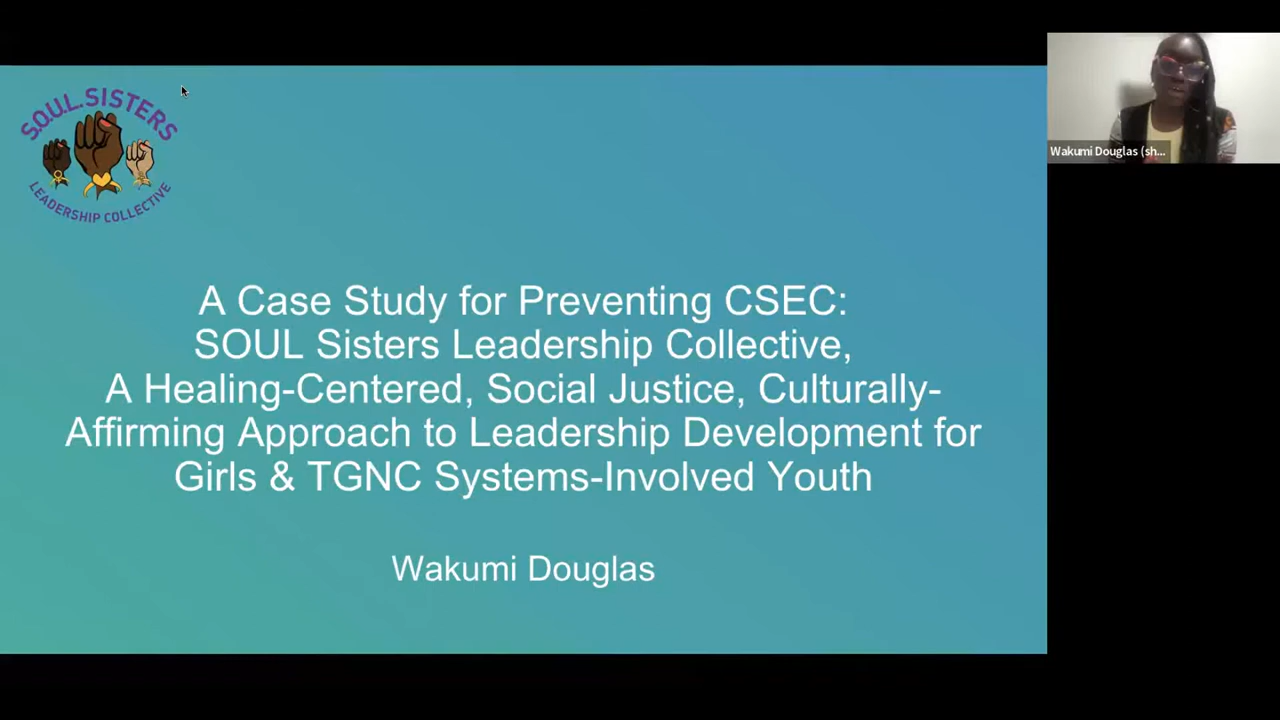 S.O.U.L. SISTERS
LEADERSHIP COLLECTIVE
A Case Study for Preventing CSEC:
SOUL Sisters Leadership Collective,
A Healing-Centered, Social Justice, Culturally-
Affirming Approach to Leadership Development for
Girls & TGNC Systems-Involved Youth
Wakumi Douglas
Wakumi Douglas (sh...